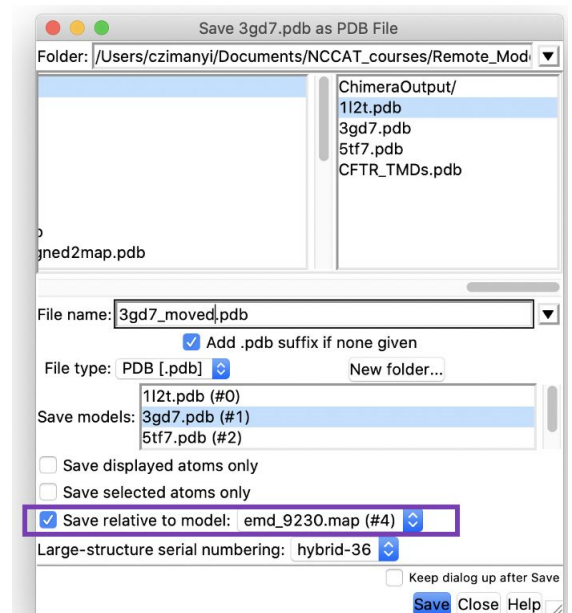 Save 3gd7.pdb as PDB File
Folder: /Users/czimanyi/Documents/NCCAT_courses/Remote_Mod
ChimeraOutput/
1l2t.pdb
3gd7.pdb
5tf7.pdb
CFTR_TMDs.pdb
gned2map.pdb
File name: 3gd7_moved.pdb
Add .pdb suffix if none given
File type: PDB [.pdb] New folder...
Save models:
1l2t.pdb (#0)
3gd7.pdb (#1)
5tf7.pdb (#2)
Save displayed atoms only
Save selected atoms only
Save relative to model: emd_9230.map (#4)
Large-structure serial numbering: hybrid-36
Keep dialog up after Save
Save Close Help